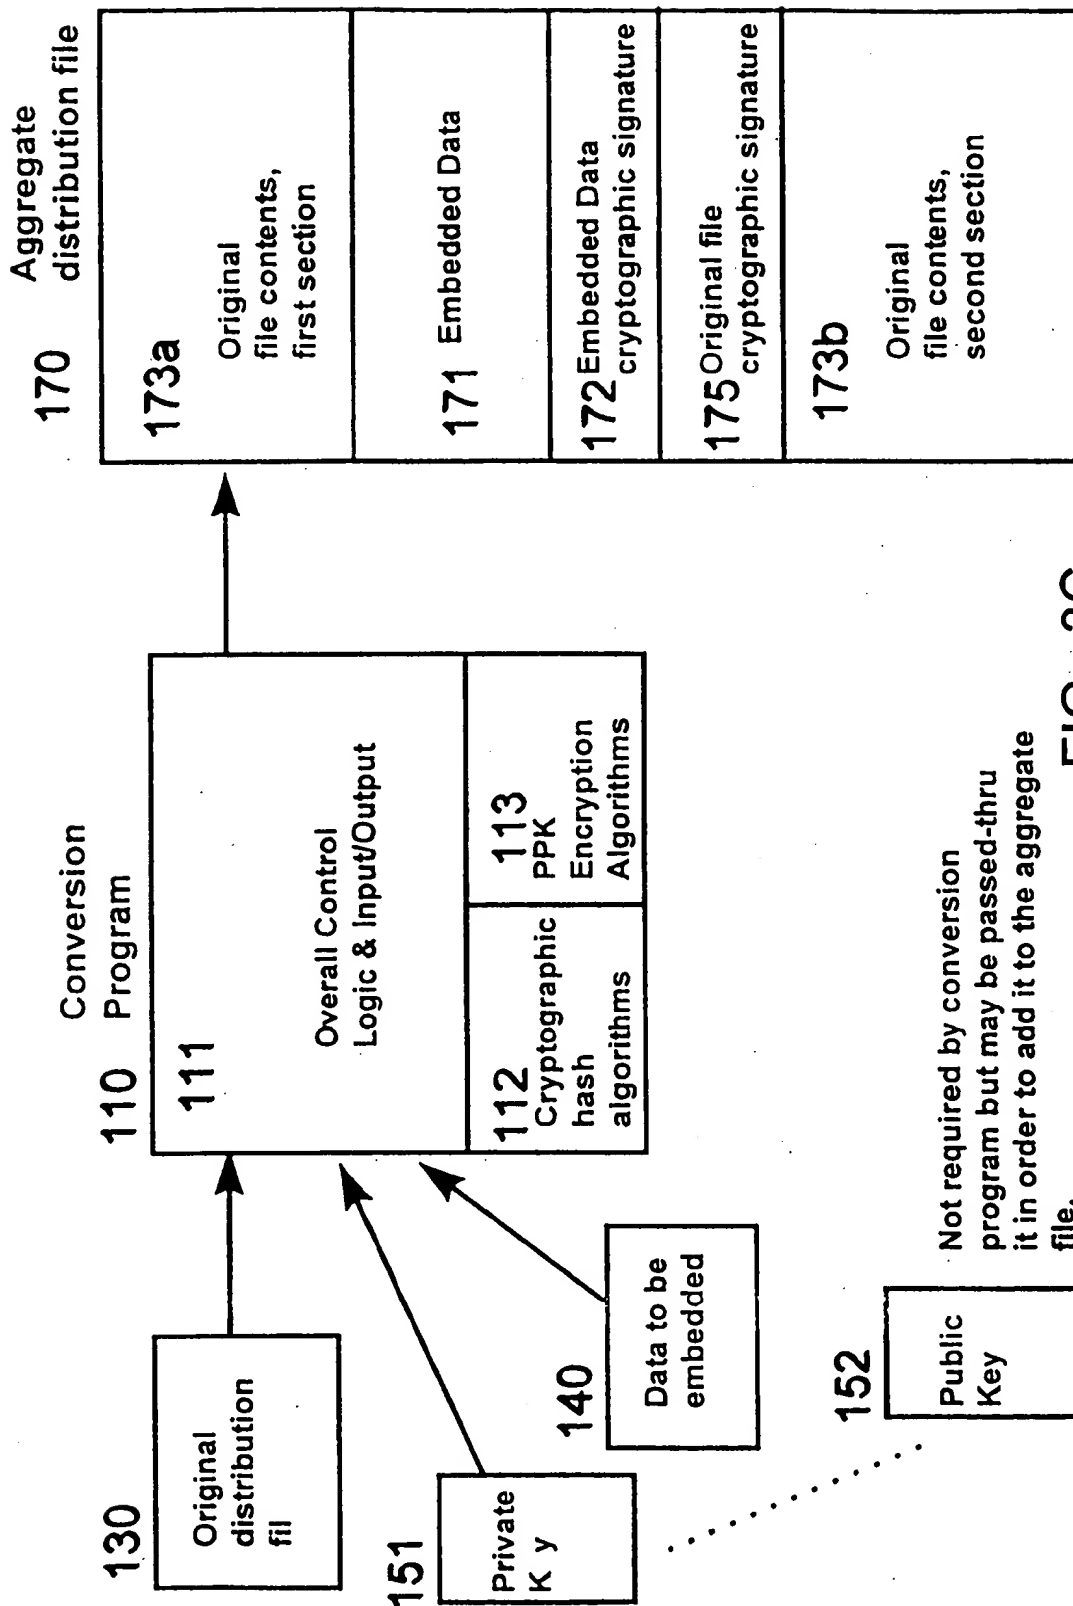 130
Original
distribution
fil
151
Private
K y
140
Data to be
embedded
152
Public
Key
Not required by conversion
program but may be passed-thru
it in order to add it to the aggregate
file.
110
Conversion
Program
111
Overall Control
Logic & Input/Output
112
Cryptographic
hash
algorithms
113
PPK
Encryption
Algorithms
170
Aggregate
distribution file
173a
Original
file contents,
first section
171 Embedded Data
172 Embedded Data
cryptographic signature
175 Original file
cryptographic signature
173b
Original
file contents,
second section